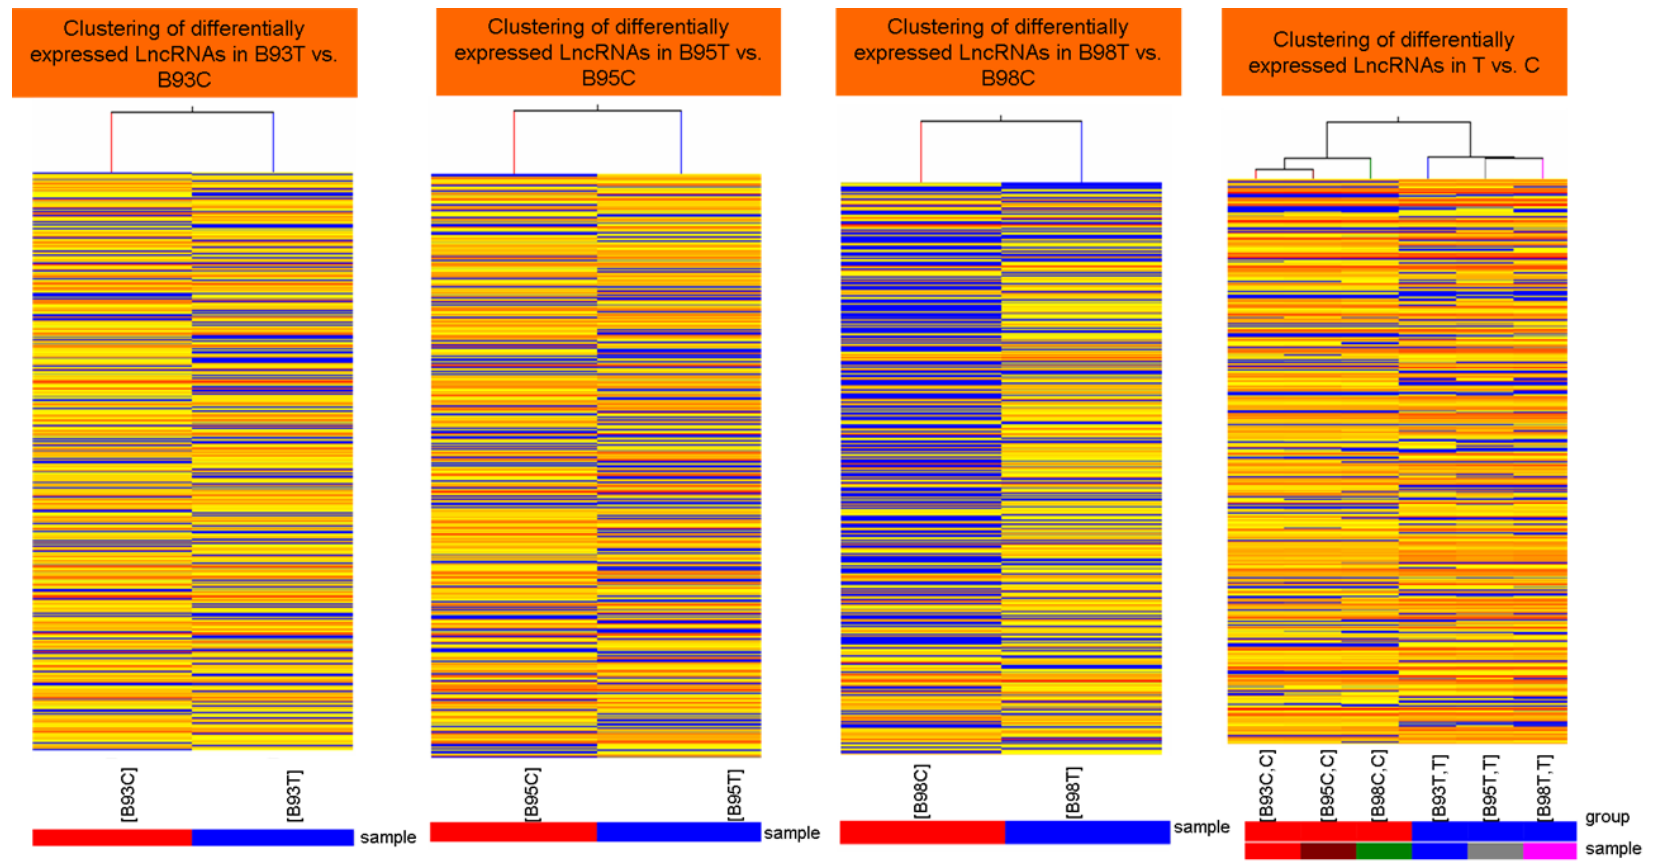 Clustering of differentially
expressed LncRNAs in B93T vs.
B93C
Clustering of differentially
expressed LncRNAs in B95T vs.
B95C
Clustering of differentially
expressed LncRNAs in B98T vs.
B98C
Clustering of differentially
expressed LncRNAs in T vs. C
[B93C]
[B93T]
sample
[B95C]
[B95T]
sample
[B98C]
[B98T]
sample
[B93C,C]
[B95C,C]
[B98C,C]
[B93T,T]
[B95T,T]
[B98T,T]
group
sample